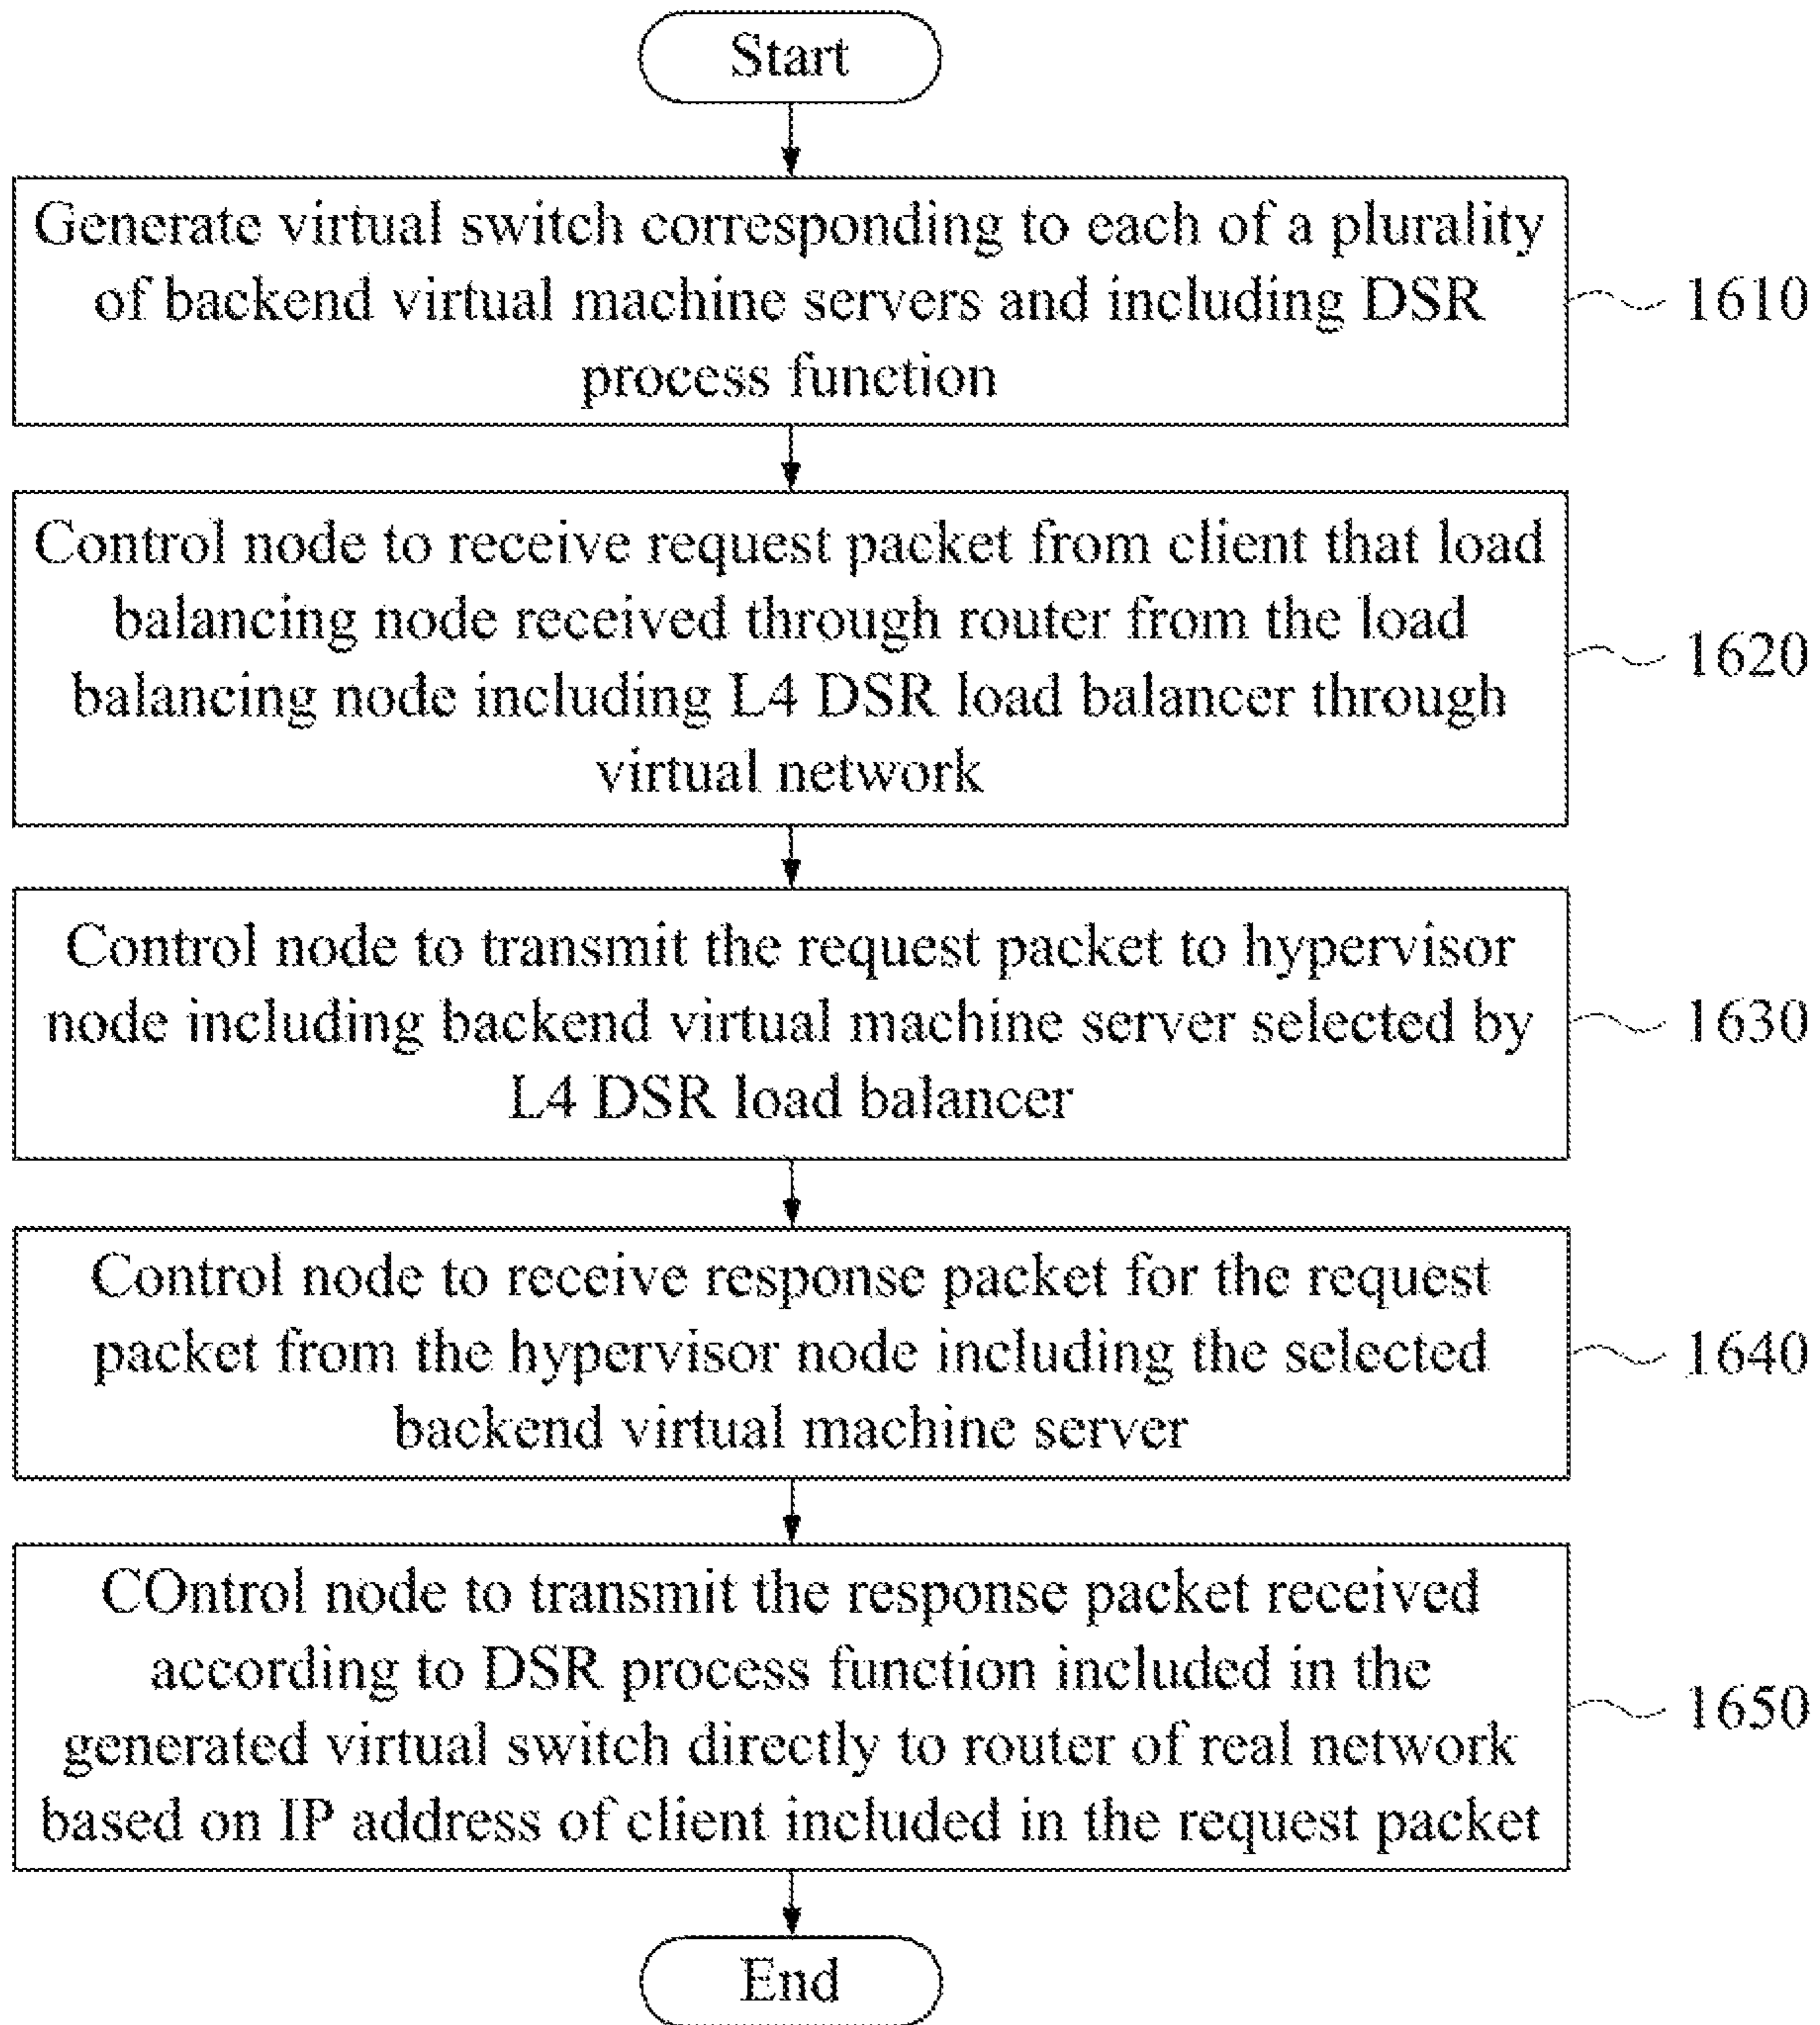 Start
Generate virtual switch corresponding to each of a plurality
of backend virtual machine servers and including DSR
process function
1610
Control node to receive request packet from client that load
balancing node received through router from the load
balancing node including L4 DSR load balancer through
virtual network
1620
Control node to transmit the request packet to hypervisor
node including backend virtual machine server selected by
L4 DSR load balancer
1630
Control node to receive response packet for the request
packet from the hypervisor node including the selected
backend virtual machine server
1640
COntrol node to transmit the response packet received
according to DSR process function included in the
generated virtual switch directly to router of real network
based on IP address of client included in the request packet
1650
End